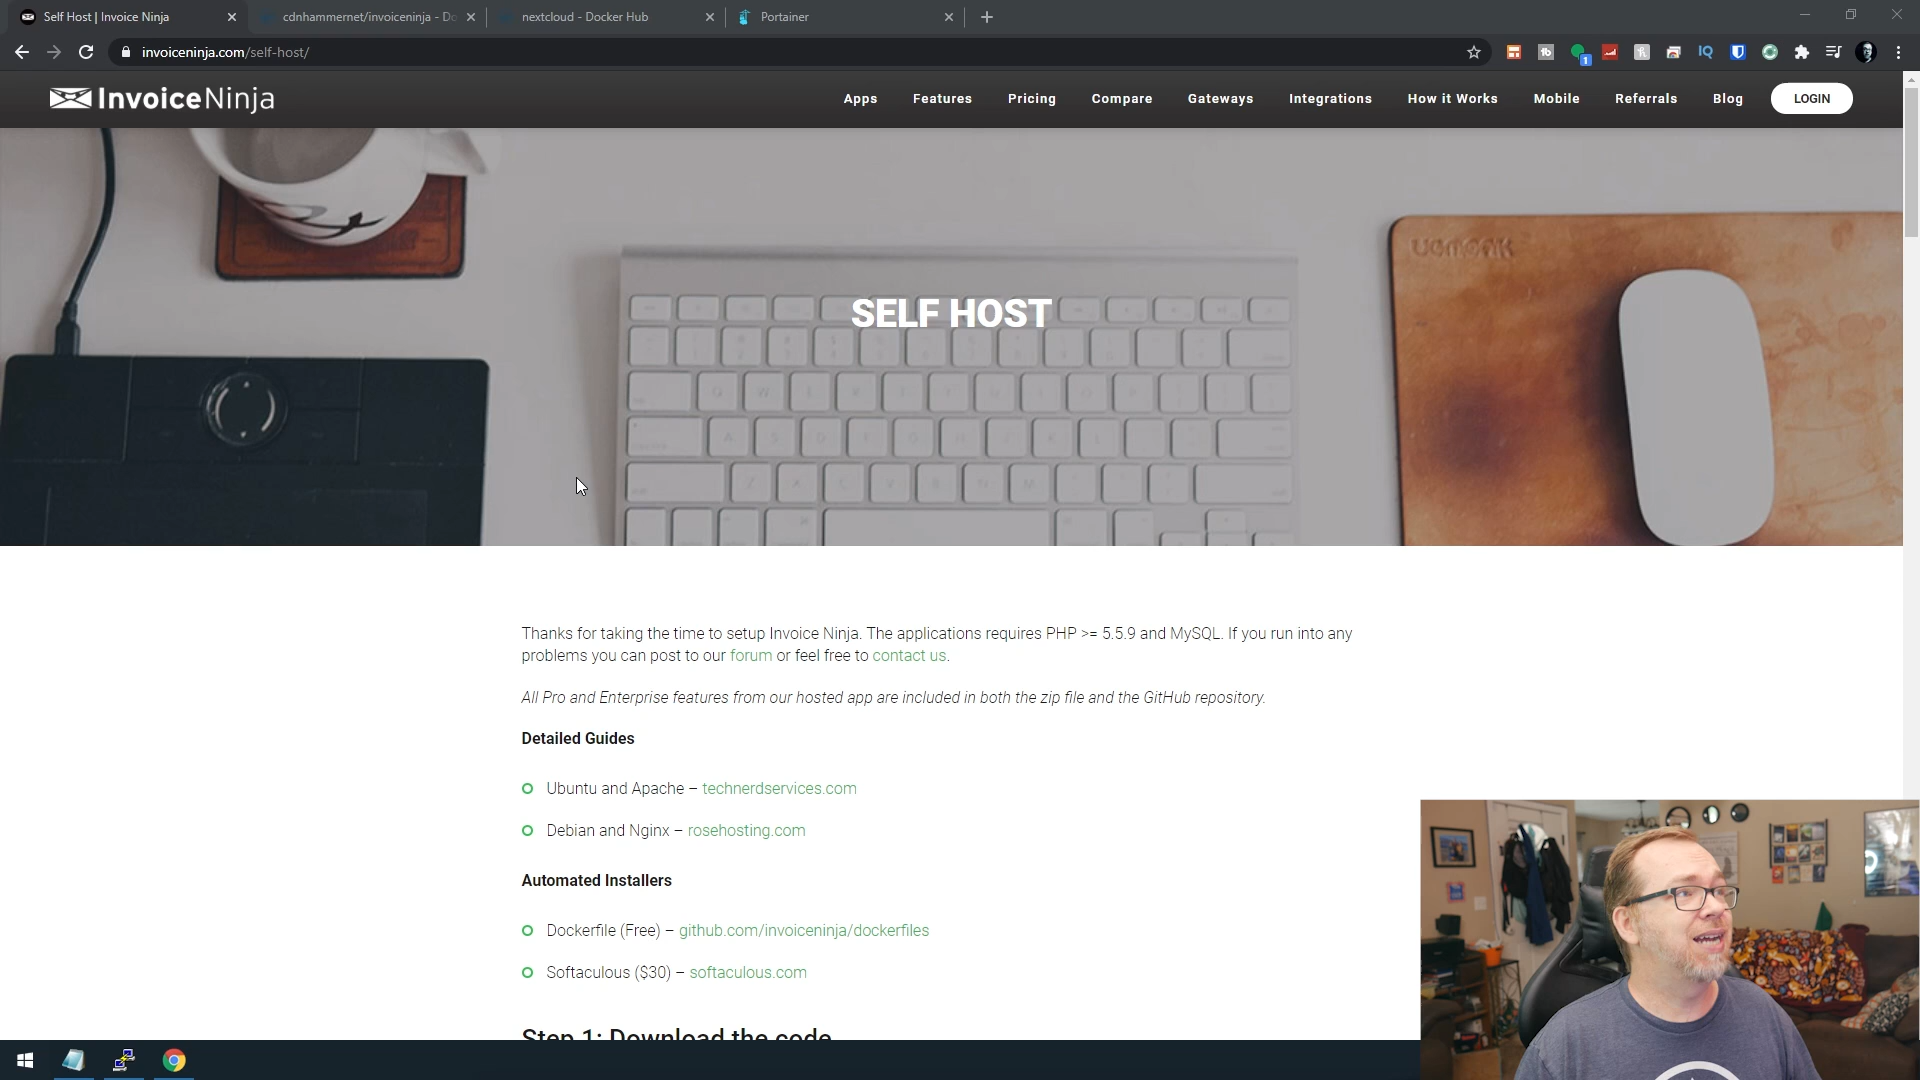 Self Host | Invoice Ninja
cdnhammernet/invoiceninja - Do
nextcloud - Docker Hub
Portainer
invoiceninja.com/self-host/
InvoiceNinja
Apps
Features
Pricing
Compare
Gateways
Integrations
How it Works
Mobile
Referrals
Blog
LOGIN
SELF HOST
Thanks for taking the time to setup Invoice Ninja. The applications requires PHP >= 5.5.9 and MySQL. If you run into any
problems you can post to our forum or feel free to contact us.
All Pro and Enterprise features from our hosted app are included in both the zip file and the GitHub repository.
Detailed Guides
Ubuntu and Apache – technerdservices.com
Debian and Nginx – rosehosting.com
Automated Installers
Dockerfile (Free) – github.com/invoiceninja/dockerfiles
Softaculous ($30) – softaculous.com
Step 1: Download the code